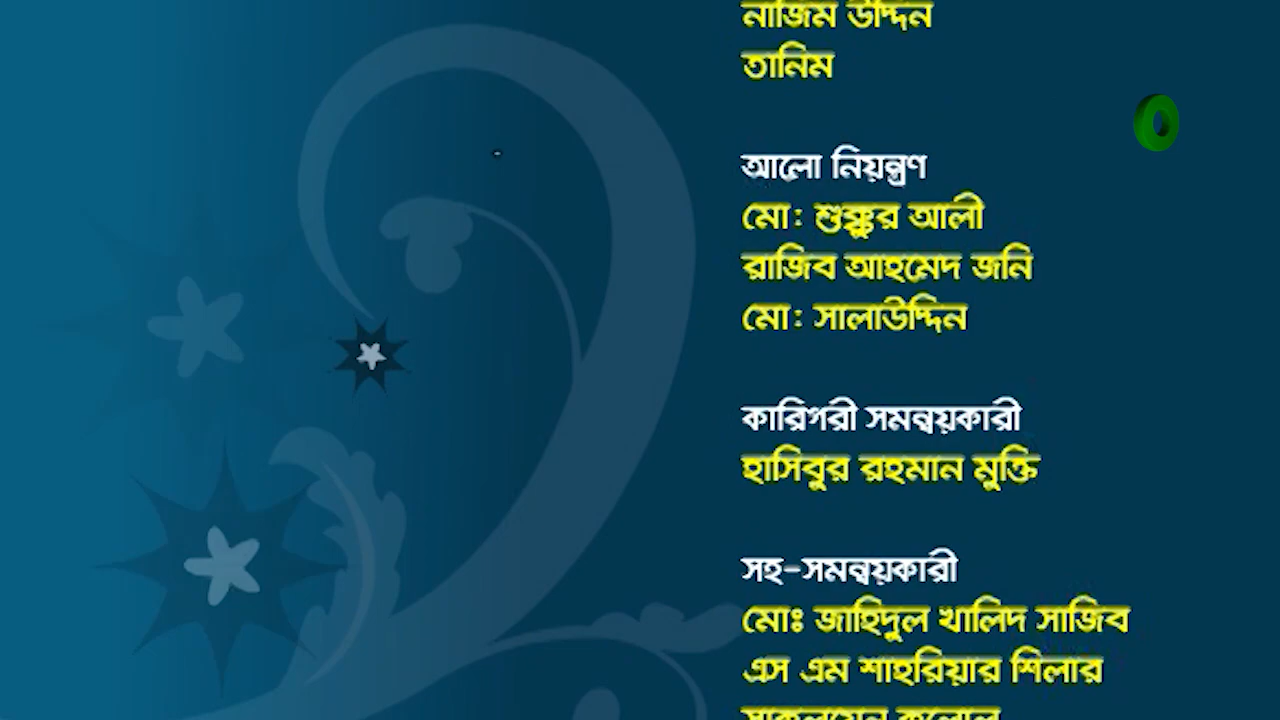 নাজিম উদ্দিন
তানিম
আলো নিয়ন্ত্রণ
মো: শুক্কুর আলী
রাজিব আহমেদ জনি
মো: সালাউদ্দিন
কারিগরী সমন্বয়কারী
হাসিবুর রহমান মুক্তি
সহ-সমন্বয়কারী
মোঃ জাহিদুল খালিদ সাজিব
এস এম শাহরিয়ার শিলার